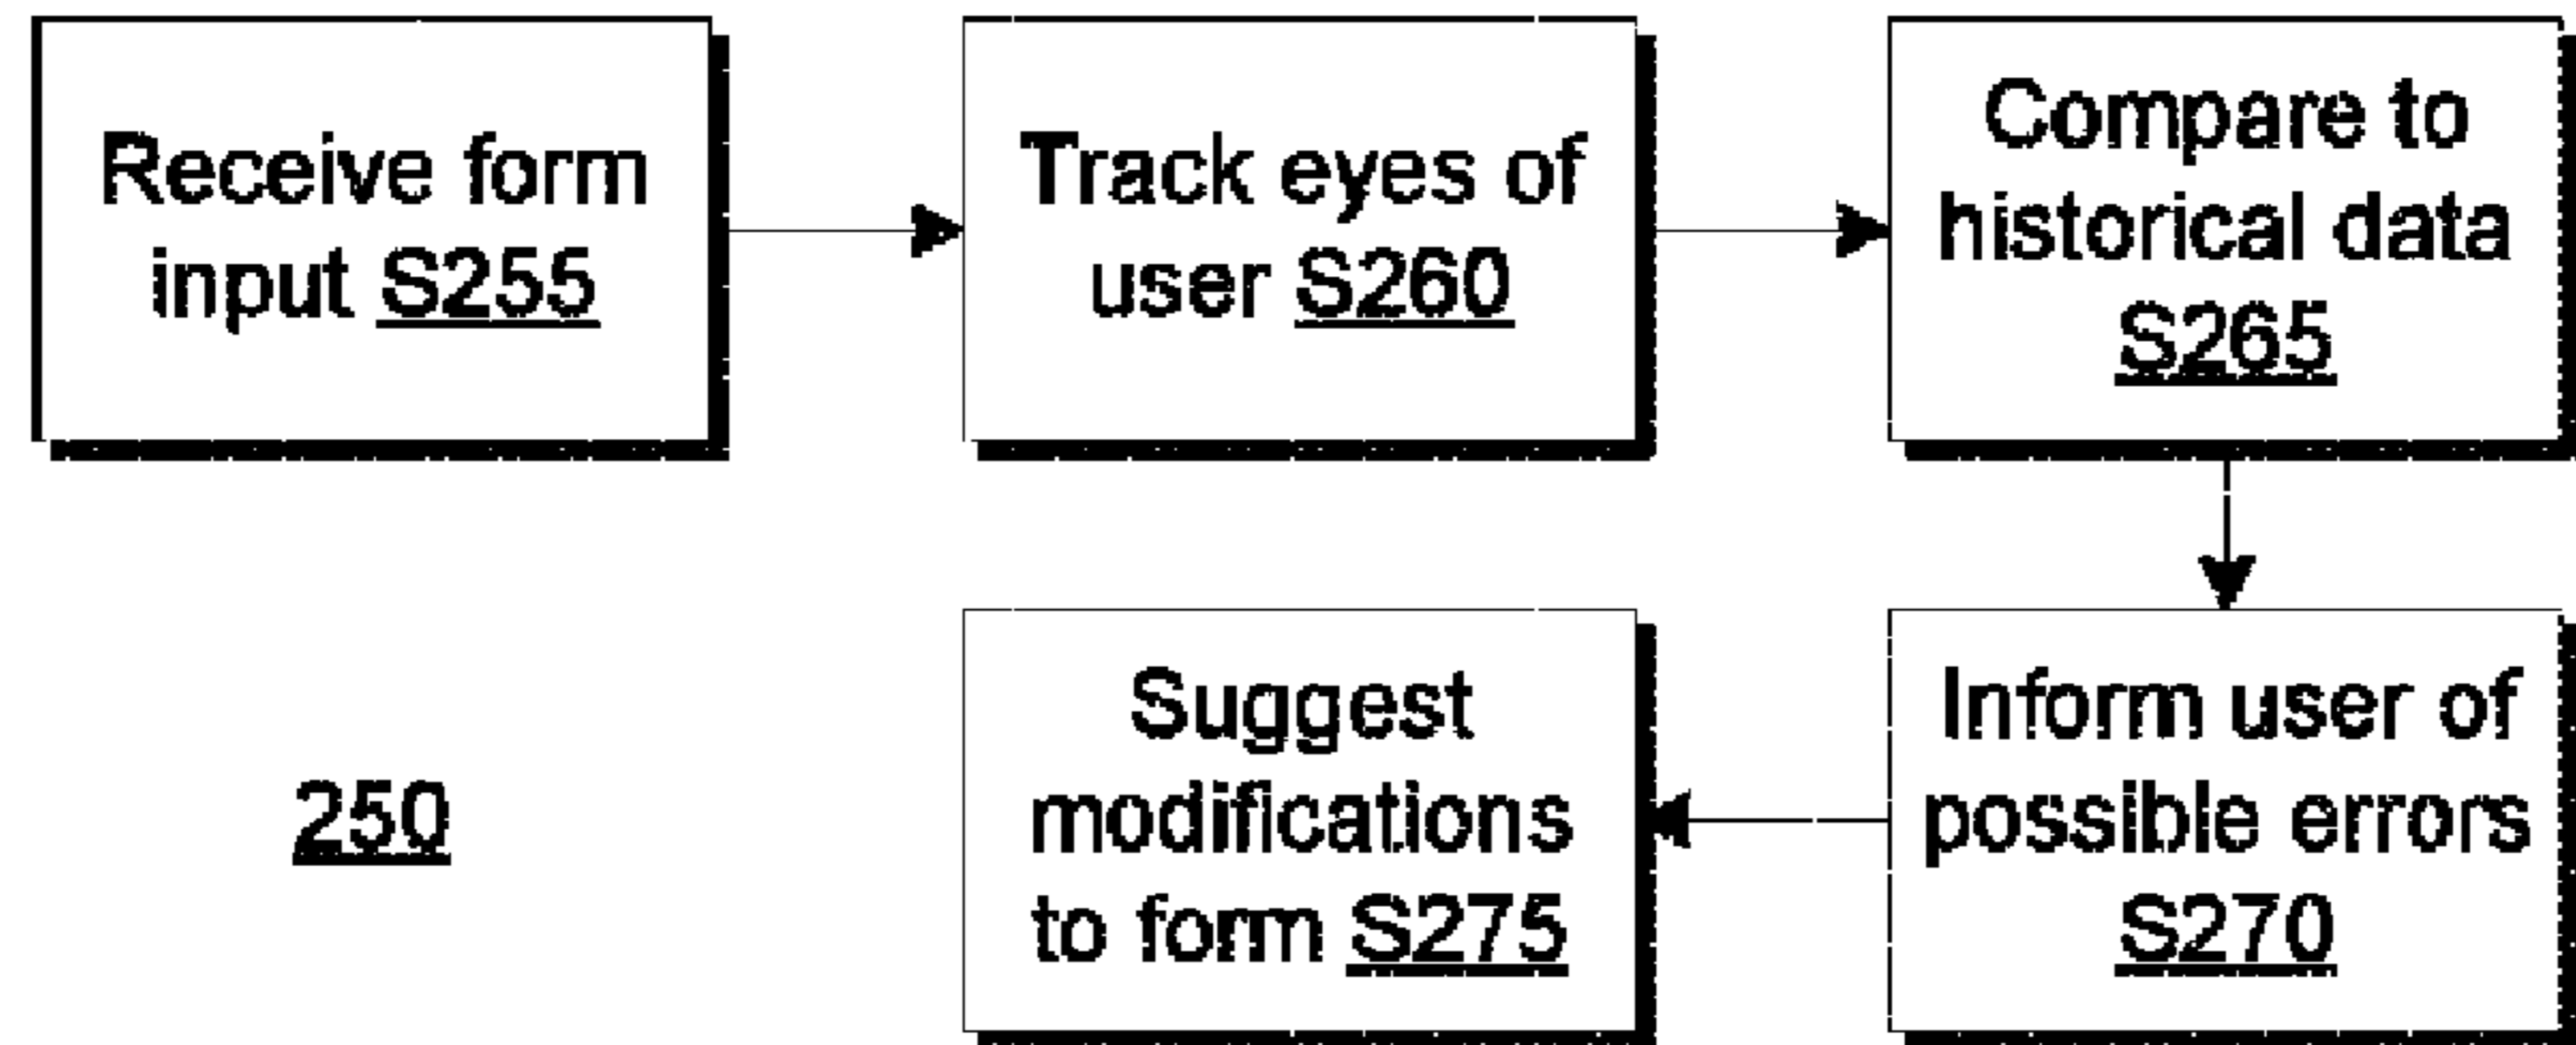 Receive form
input S255
Track eyes of
user S260
Compare to
historical data
S265
Inform user of
possible errors
S270
Suggest
modifications
to form S275
250